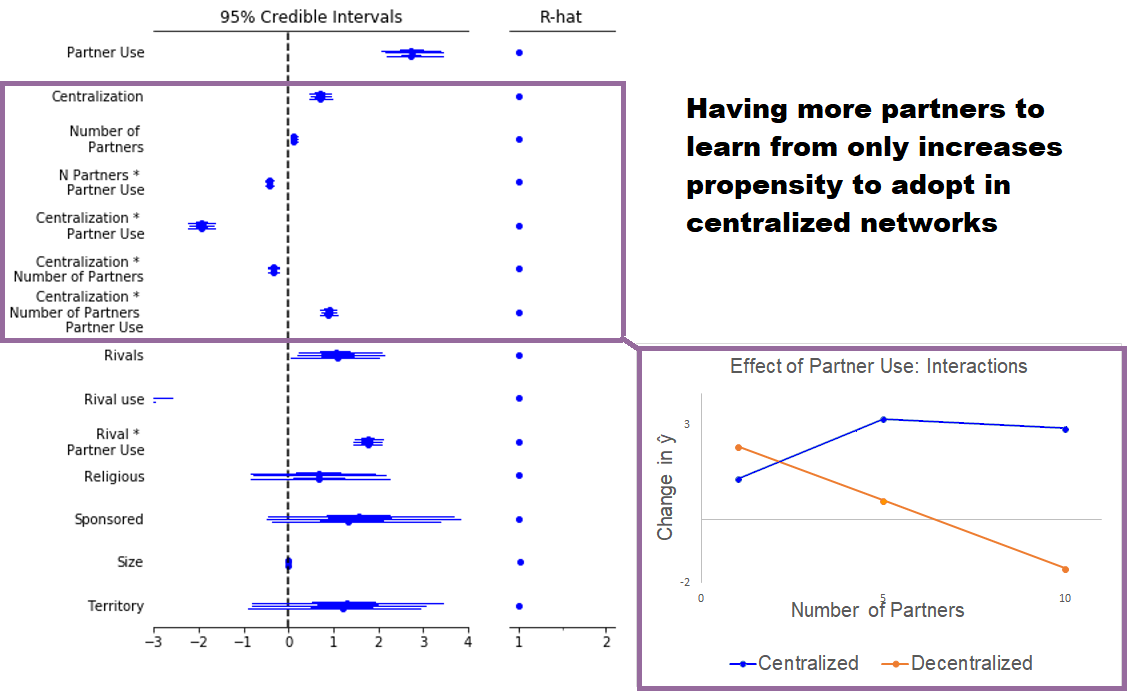 95% Credible Intervals
R-hat
Partner Use
Centralization
Number of
Partners
N Partners *
Partner Use
Centralization *
Partner Use
Centralization *
Number of Partners
Centralization *
Number of Partners
Partner Use
Rivals
Rival use
Rival *
Partner Use
Religious
Sponsored
Size
Territory
−3 −2 −1 0 1 2 3 4
1 2
Having more partners to
learn from only increases
propensity to adopt in
centralized networks
Effect of Partner Use: Interactions
Change in ŷ
3
-2
0 5 10
Number of Partners
Centralized Decentralized